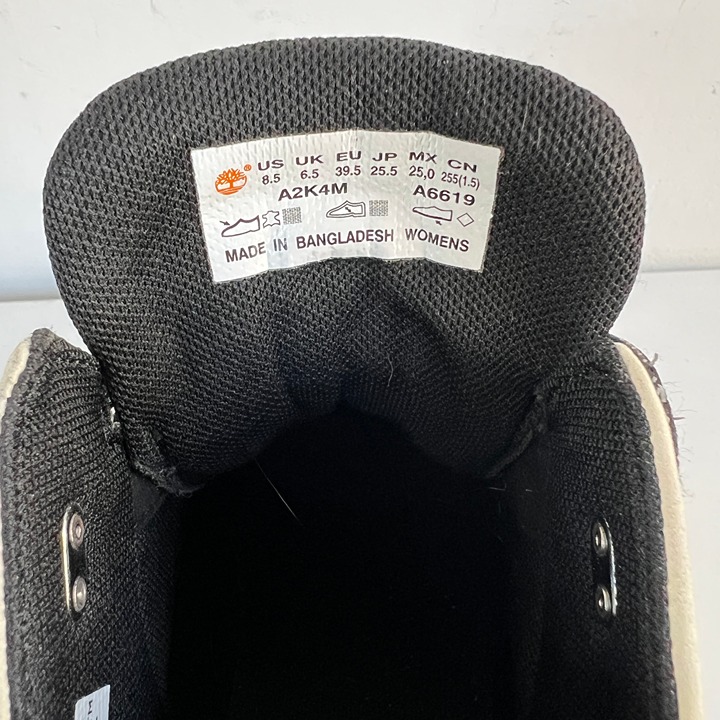 ® US UK EU JP MX CN
8.5 6.5 39.5 25.5 25,0 255(1.5)
A2K4M A6619
MADE IN BANGLADESH WOMENS